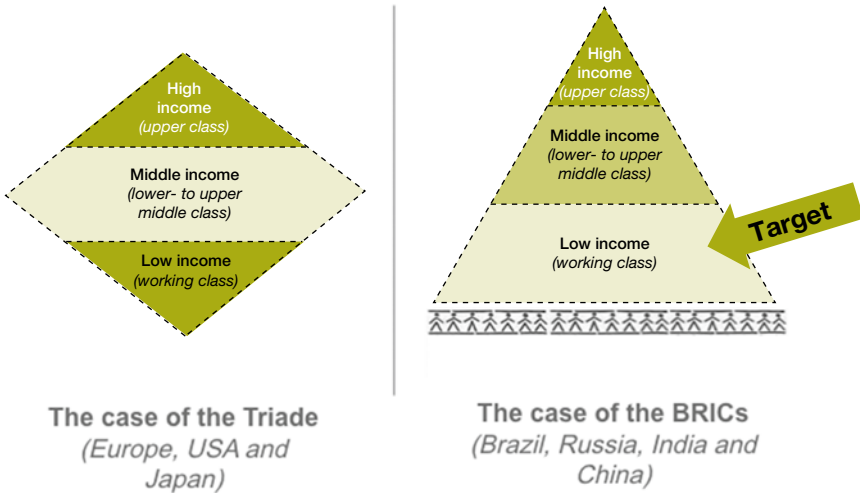 High
income
(upper class)
Middle income
(lower- to upper
middle class)
Low income
(working class)
The case of the Triade
(Europe, USA and
Japan)
High
income
(upper class)
Middle income
(lower- to upper
middle class)
Low income
(working class)
Target
The case of the BRICs
(Brazil, Russia, India and
China)